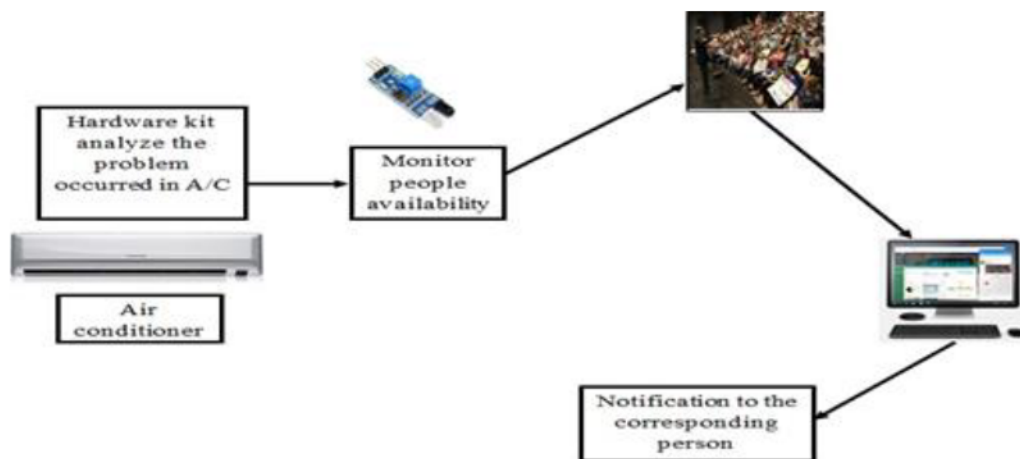 Hardware kit
analyze the
problem
occurred in A/C
Monitor
people
availability
Air
conditioner
Notification to the
corresponding
person